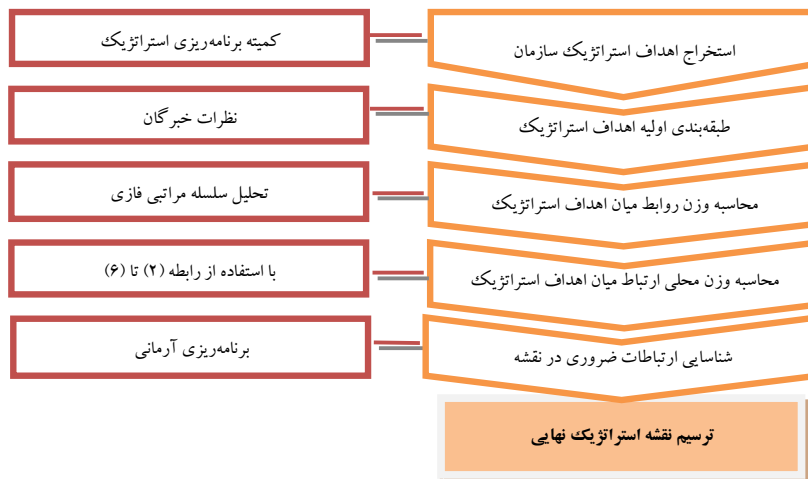 استخراج اهداف استراتژیک سازمان
کمیته برنامه‌ریزی استراتژیک
طبقه‌بندی اولیه اهداف استراتژیک
نظرات خبرگان
محاسبه وزن روابط میان اهداف استراتژیک
تحلیل سلسله مراتبی فازی
محاسبه وزن محلی ارتباط میان اهداف استراتژیک
با استفاده از رابطه (۲) تا (۶)
شناسایی ارتباطات ضروری در نقشه
برنامه‌ریزی آرمانی
ترسیم نقشه استراتژیک نهایی